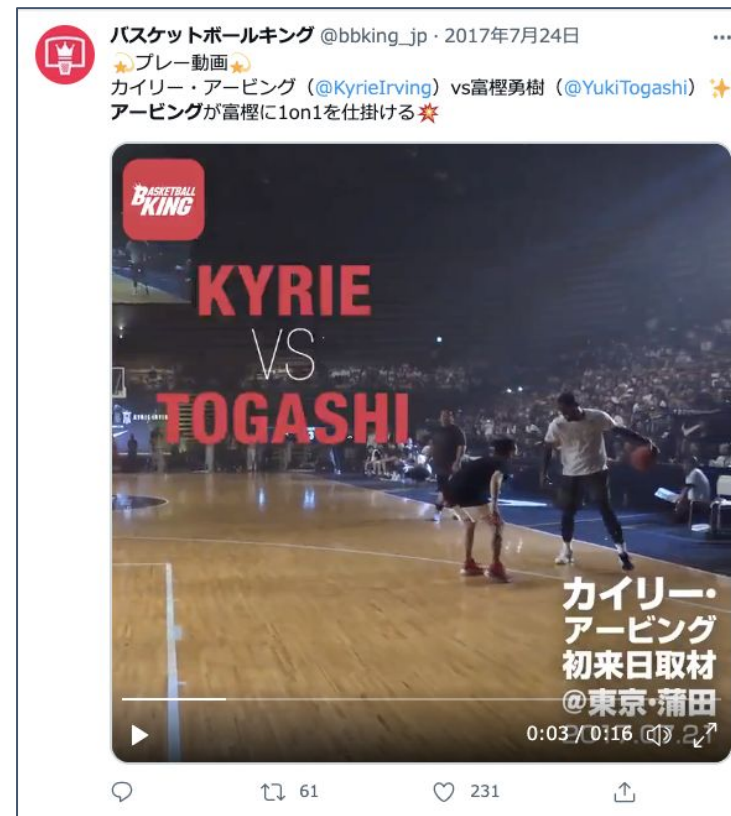 バスケットボールキング @bbking_jp · 2017年7月24日
💫プレー動画💫
カイリー・アービング（@KyrieIrving）vs富樫勇樹（@YukiTogashi）✨
アービングが富樫に1on1を仕掛ける💥
BASKETBALL
KING
KYRIE
VS
TOGASHI
カイリー・
アービング
初来日取材
@東京・蒲田
2017.07.21
0:03 / 0:16
61
231